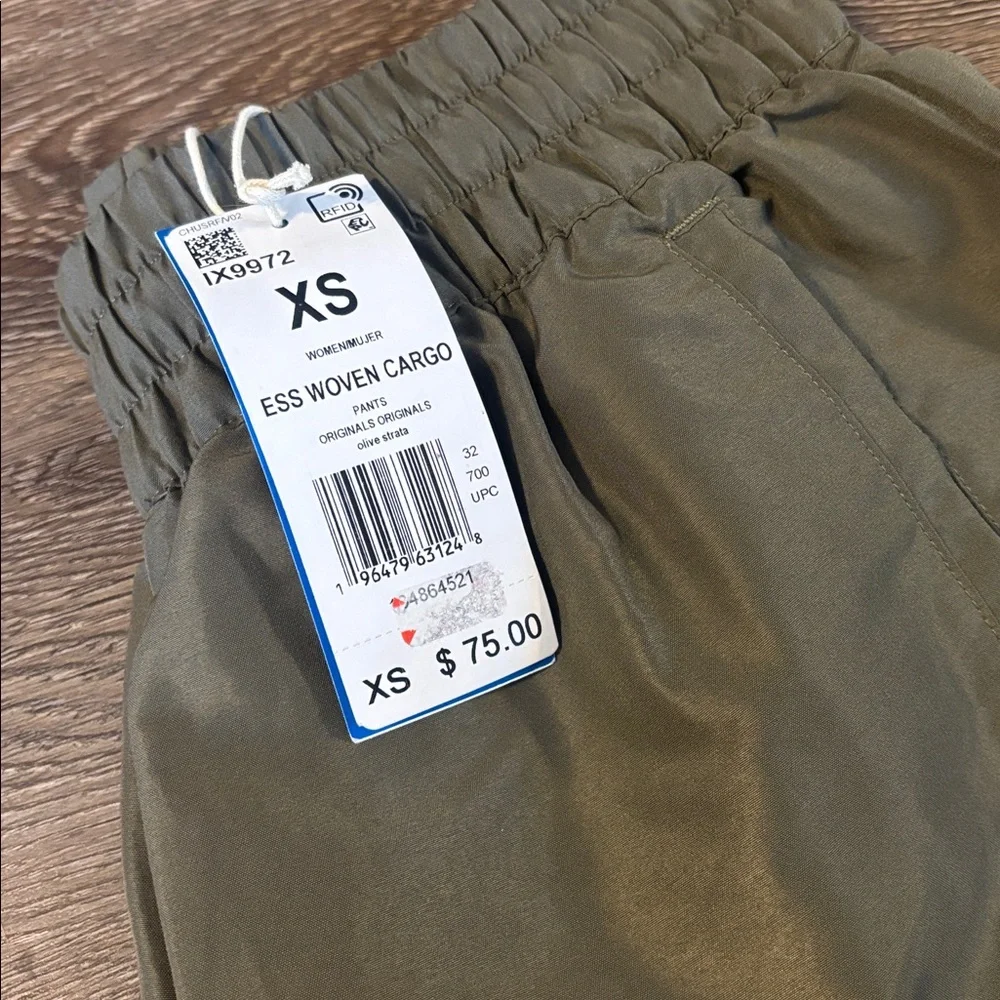 CHUSRF/V02
RFID
IX9972
XS
WOMEN/MUJER
ESS WOVEN CARGO
PANTS
ORIGINALS ORIGINALS
olive strata
32
700
UPC
1 96479 63124 8
XS $ 75.00